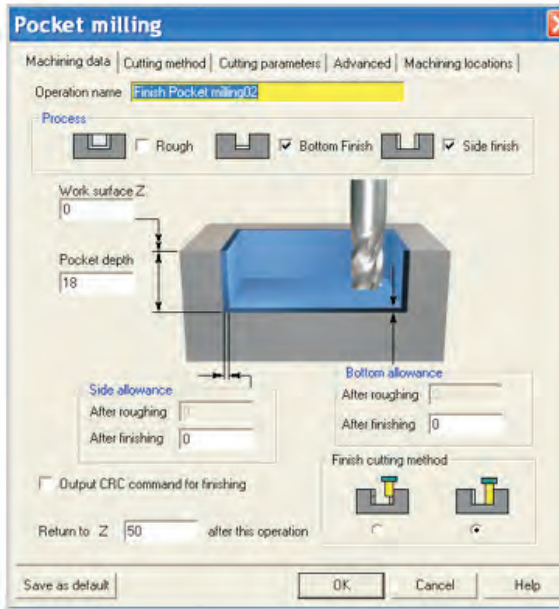 Pocket milling
Machining data Cutting method Cutting parameters Advanced Machining locations
Operation name Finish Pocket milling02
Process
Rough Bottom Finish Side finish
Work surface Z
0
Pocket depth
18
Bottom allowance
Side allowance
After roughing
After roughing
After finishing 0
After finishing 0
Finish cutting method
Output CRC command for finishing
Return to Z 50 after this operation
Save as default OK Cancel Help